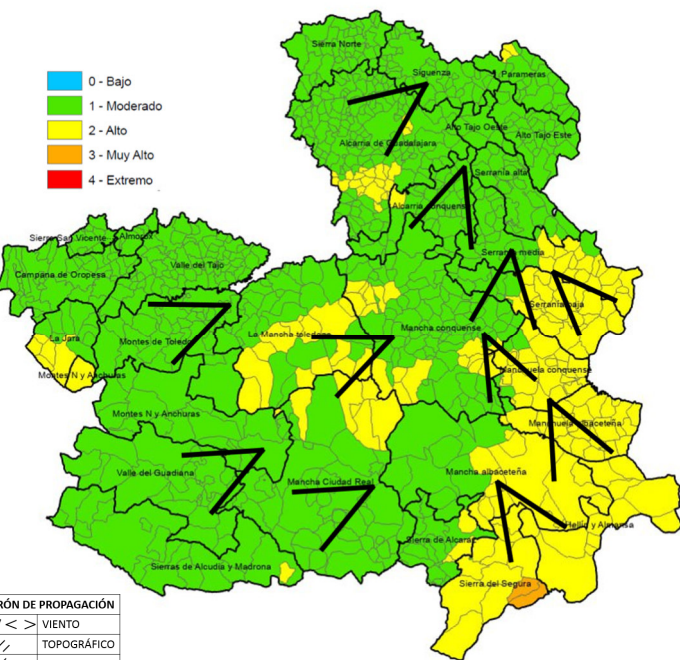 Sierra Norte
Sigüenza
Parameras
0 - Bajo
1 - Moderado
2 - Alto
3 - Muy Alto
4 - Extremo
Alto Tajo Oeste
Alto Tajo Este
Alcarria de Guadalajara
Serranía alta
Alcarria conquense
Sierra San Vicente
Almorox
Serranía media
Valle del Tajo
Campana de Oropesa
Serranía baja
Mancha conquense
La Mancha toledana
La Jara
Montes de Toledo
Manchuela conquense
Montes N y Anchuras
Montes N y Anchuras
Manchuela albaceteña
Valle del Guadiana
Mancha albaceteña
Mancha Ciudad Real
Hellín y Almansa
Sierra de Alcaraz
Sierras de Alcudia y Madrona
Sierra del Segura
RÓN DE PROPAGACIÓN
< > VIENTO
TOPOGRÁFICO